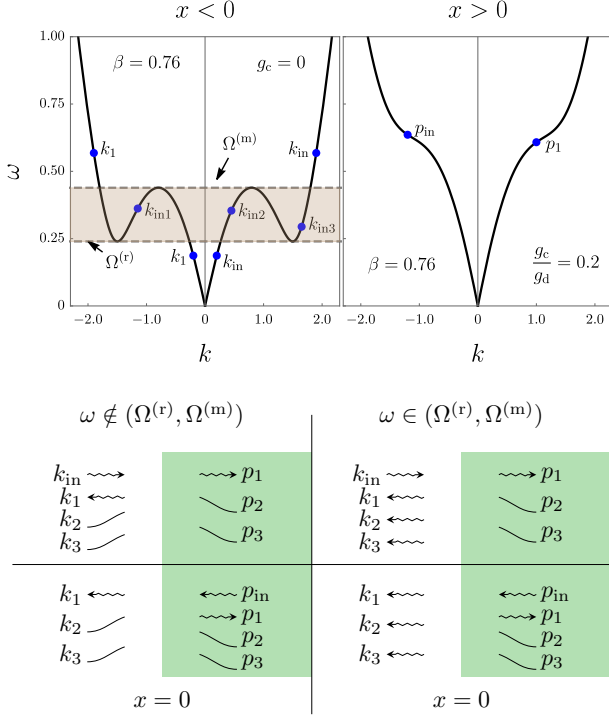 x < 0
x > 0
1.00
0.75
0.50
0.25
0
ω
β = 0.76
g_c = 0
k_1
Ω^(m)
k_in
k_in1
k_in2
k_in3
Ω^(r)
k_1
k_in
-2.0 -1.0 0 1.0 2.0
k
p_in
p_1
β = 0.76
g_c/g_d = 0.2
-2.0 -1.0 0 1.0 2.0
k
ω ∉ (Ω^(r), Ω^(m))
ω ∈ (Ω^(r), Ω^(m))
k_in p_1
k_1
k_2 p_2
k_3 p_3
k_in p_1
k_1 p_2
k_2
k_3 p_3
k_1 p_in
p_1
k_2 p_2
k_3 p_3
k_1 p_in
p_1
k_2 p_2
k_3 p_3
x = 0
x = 0